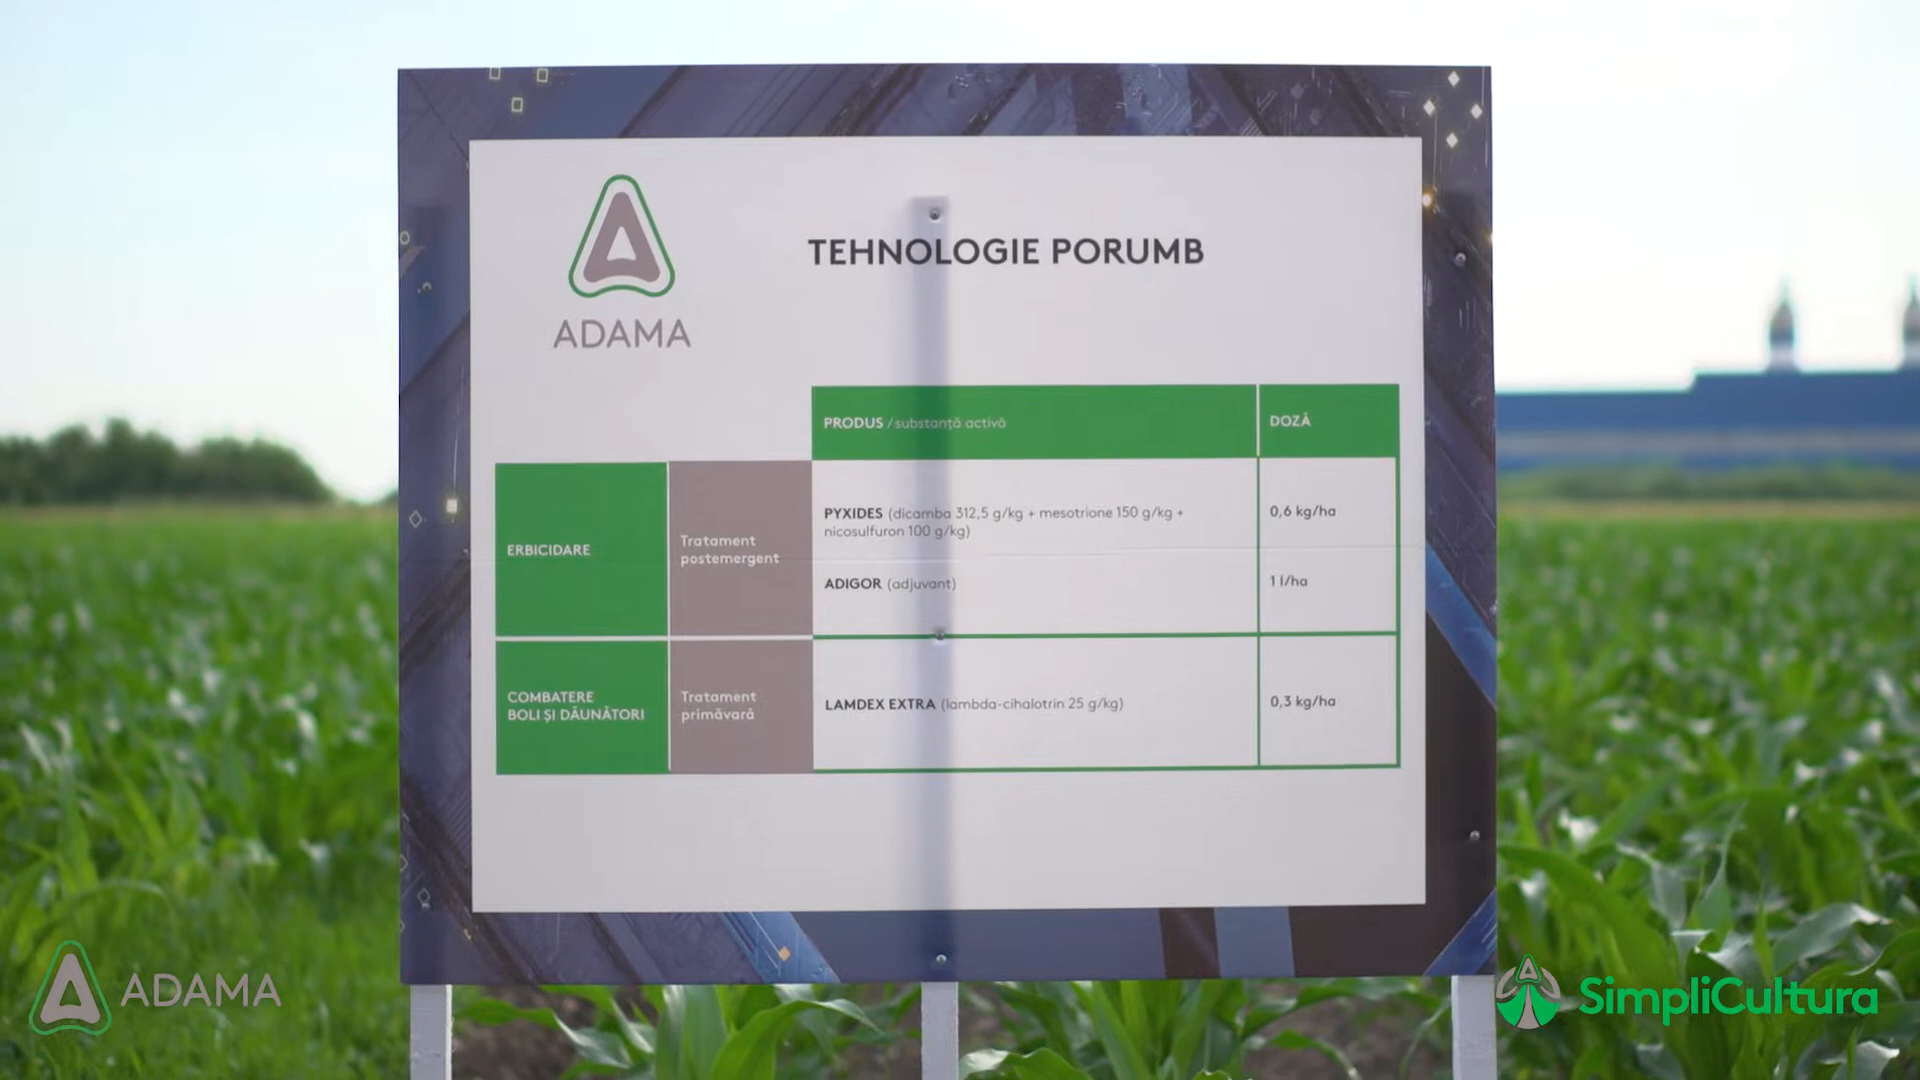 ADAMA
TEHNOLOGIE PORUMB
PRODUS / substanță activă
DOZĂ
ERBICIDARE
Tratament
postemergent
PYXIDES (dicamba 312,5 g/kg + mesotrione 150 g/kg +
nicosulfuron 100 g/kg)
0,6 kg/ha
ADIGOR (adjuvant)
1 l/ha
COMBATERE
BOLI ȘI DĂUNĂTORI
Tratament
primăvară
LAMDEX EXTRA (lambda-cihalotrin 25 g/kg)
0,3 kg/ha
ADAMA
SimpliCultura